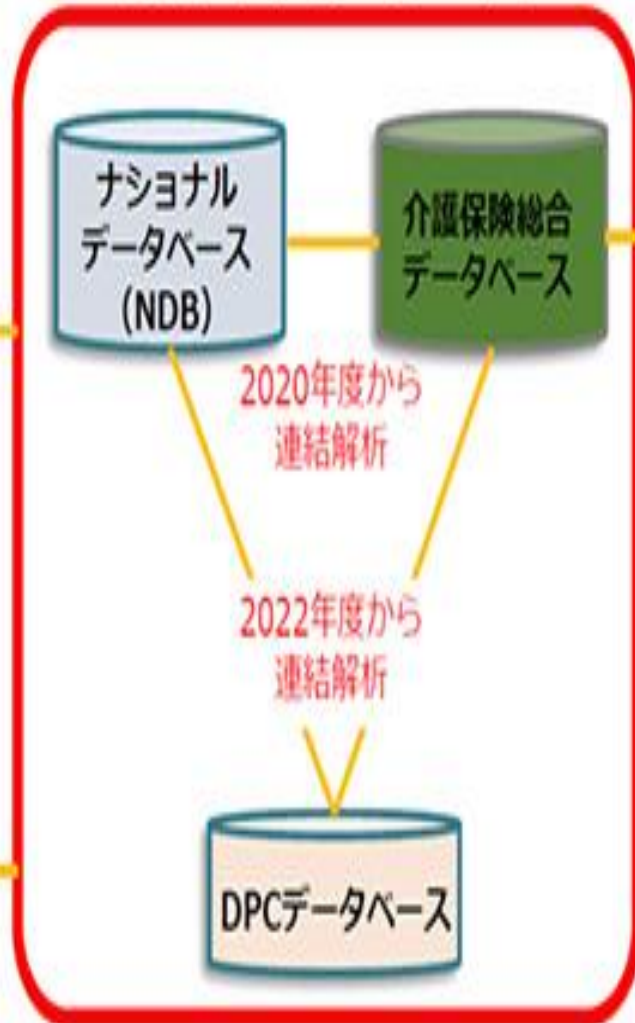 ナショナル
データベース
(NDB)
介護保険総合
データベース
2020年度から
連結解析
2022年度から
連結解析
DPCデータベース